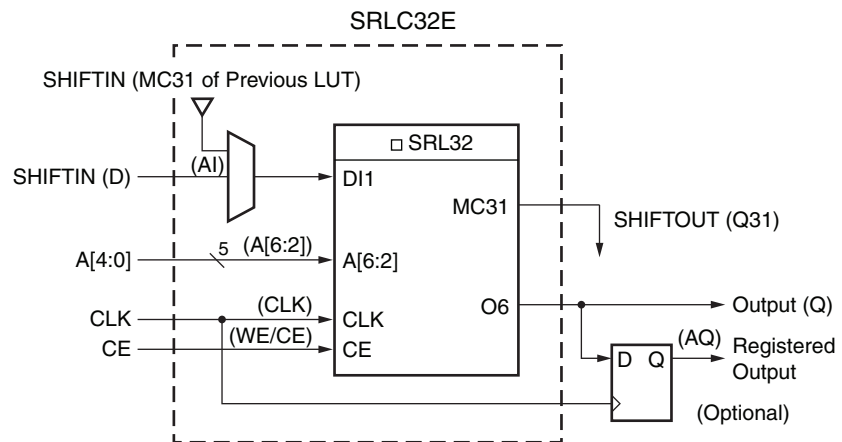 SRLC32E
SHIFTIN (MC31 of Previous LUT)
SRL32
SHIFTIN (D)
(AI)
DI1
MC31
SHIFTOUT (Q31)
A[4:0]
5
(A[6:2])
A[6:2]
CLK
(CLK)
CLK
O6
Output (Q)
CE
(WE/CE)
CE
D Q
(AQ)
Registered
Output
(Optional)